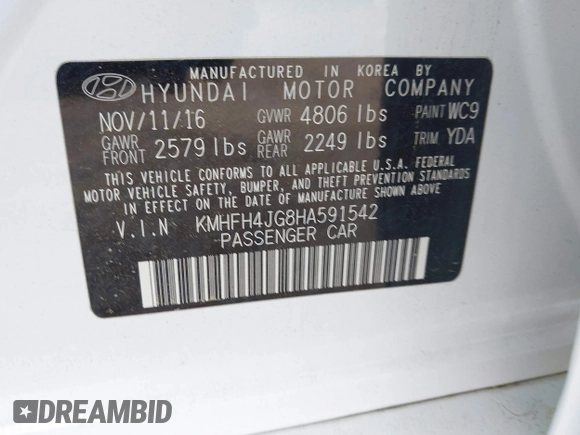 MANUFACTURED IN KOREA BY
HYUNDAI MOTOR COMPANY
NOV/11/16 GVWR 4806 lbs PAINT WC9
GAWR FRONT 2579 lbs GAWR REAR 2249 lbs TRIM YDA
THIS VEHICLE CONFORMS TO ALL APPLICABLE U.S.A. FEDERAL
MOTOR VEHICLE SAFETY, BUMPER, AND THEFT PREVENTION
STANDARDS IN EFFECT ON THE DATE OF MANUFACTURE SHOWN ABOVE
V.I.N KMHFH4JG8HA591542
PASSENGER CAR
DREAMBID